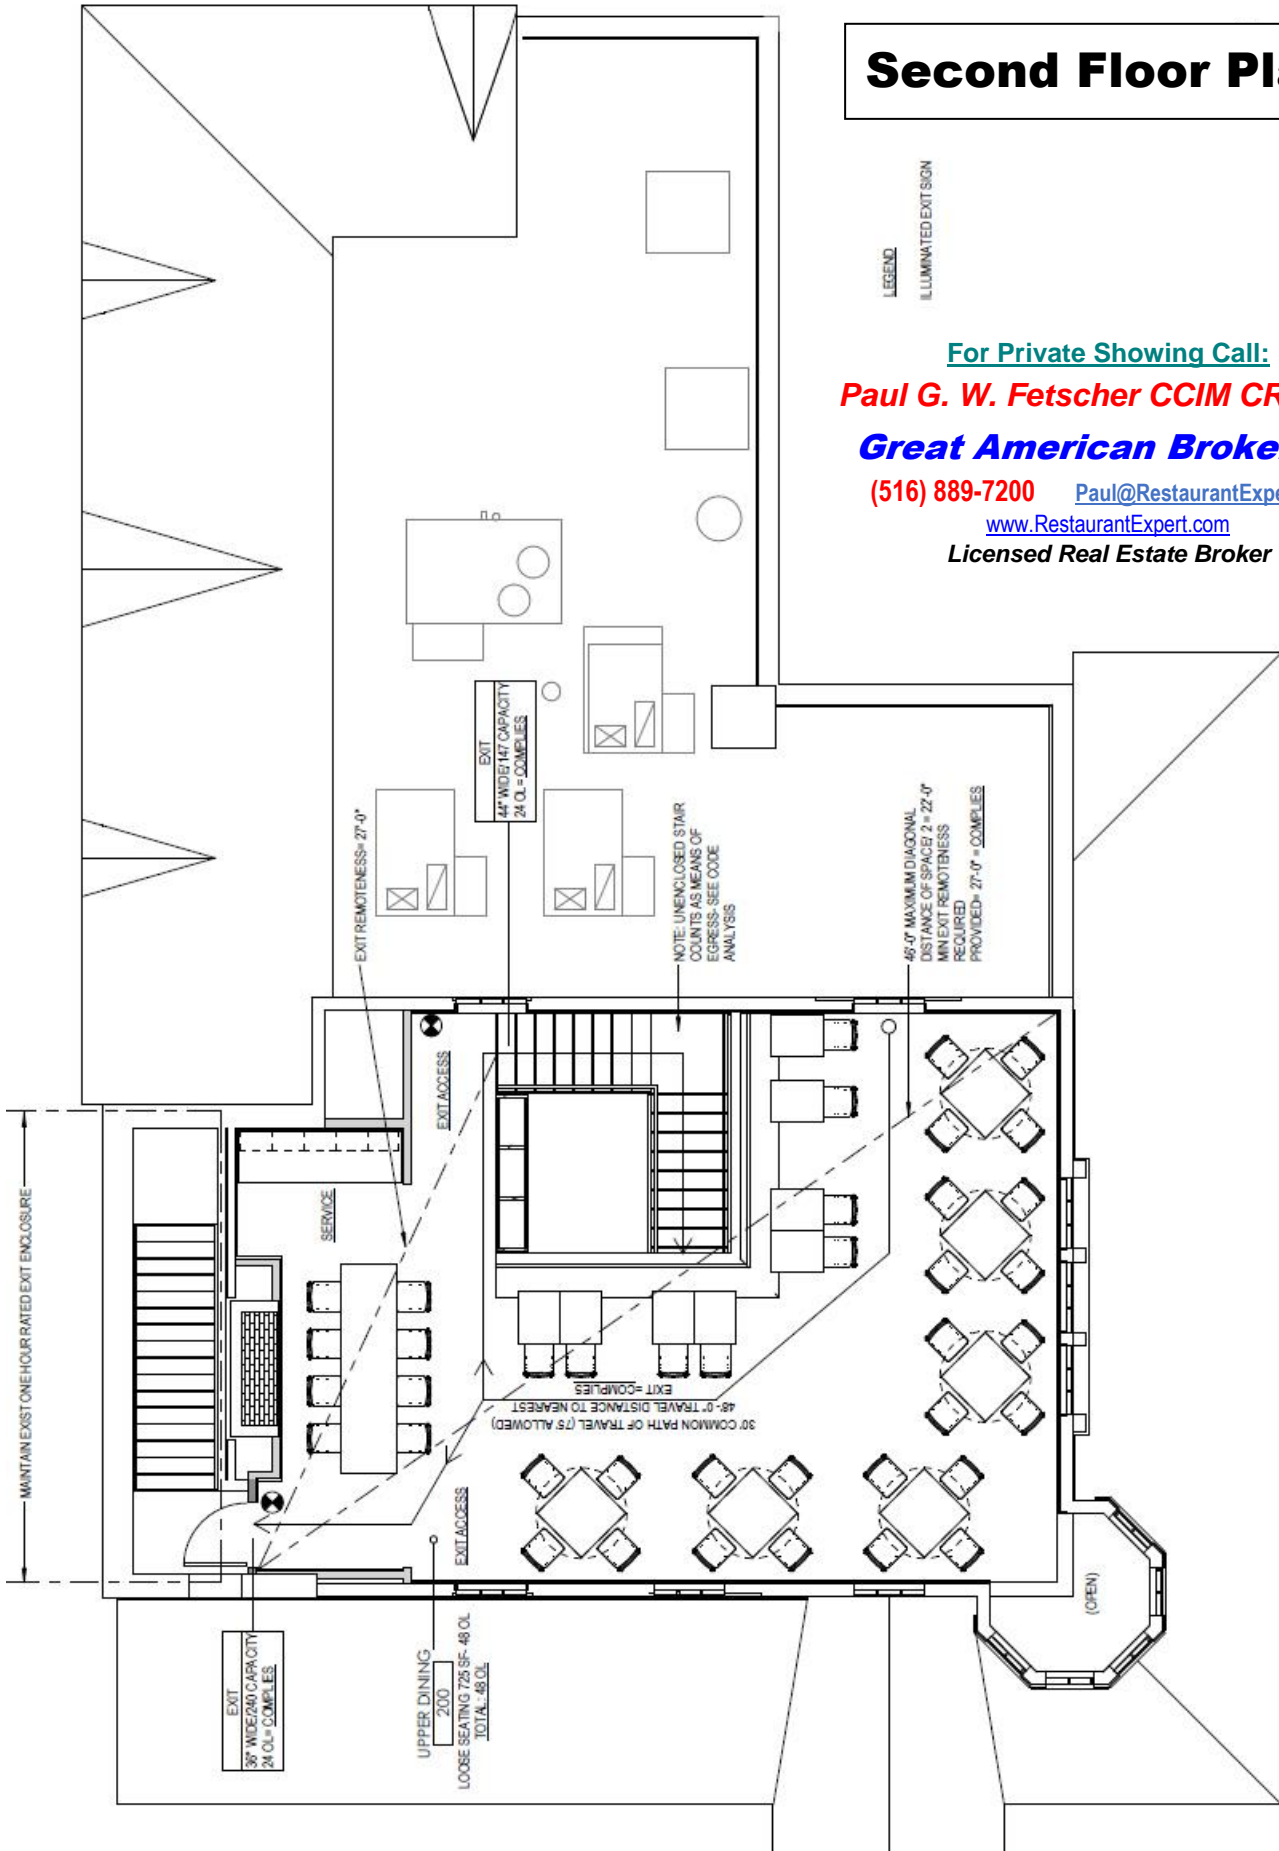 Second Floor Pla
LEGEND
ILLUMINATED EXIT SIGN
For Private Showing Call:
Paul G. W. Fetscher CCIM CR
Great American Broke
(516) 889-7200 Paul@RestaurantExpe
www.RestaurantExpert.com
Licensed Real Estate Broker
EXIT
44" WIDE/147 CAPACITY
24 OL = COMPLIES
EXIT REMOTENESS= 27'-0"
NOTE: UNENCLOSED STAIR
COUNTS AS MEANS OF
EGRESS- SEE CODE
ANALYSIS
46'-0" MAXIMUM DIAGONAL
DISTANCE OF SPACE/ 2 = 22'-0"
MIN EXIT REMOTENESS
REQUIRED
PROVIDED= 27'-0" = COMPLIES
MAINTAIN EXIST ONE HOUR RATED EXIT ENCLOSURE
SERVICE
EXIT ACCESS
30' COMMON PATH OF TRAVEL (75' ALLOWED)
48'-0" TRAVEL DISTANCE TO NEAREST
EXIT =COMPLIES
EXIT ACCESS
EXIT
36" WIDE/240 CAPACITY
24 OL= COMPLIES
UPPER DINING
200
LOOSE SEATING 725 SF- 48 OL
TOTAL: 48 OL
(OPEN)